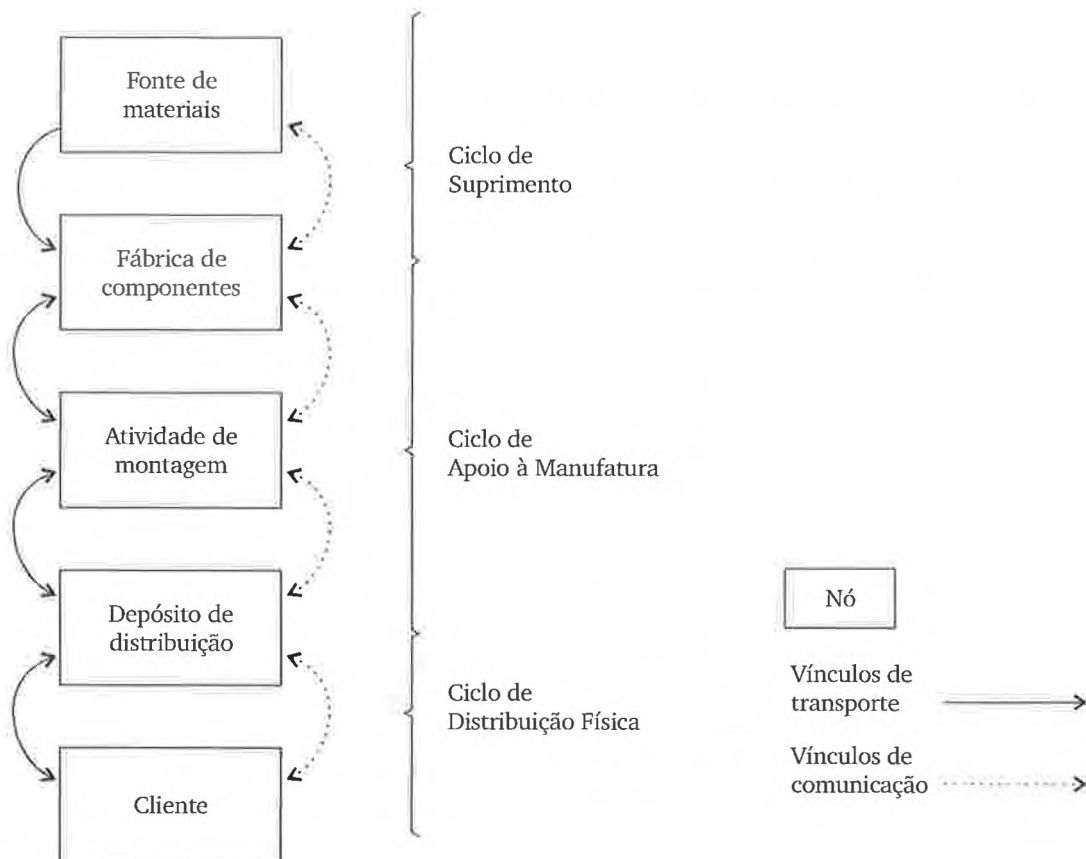 Fonte de
materiais
Ciclo de
Suprimento
Fábrica de
componentes
Atividade de
montagem
Ciclo de
Apoio à Manufatura
Depósito de
distribuição
Ciclo de
Distribuição Física
Cliente
Nó
Vínculos de
transporte
Vínculos de
comunicação